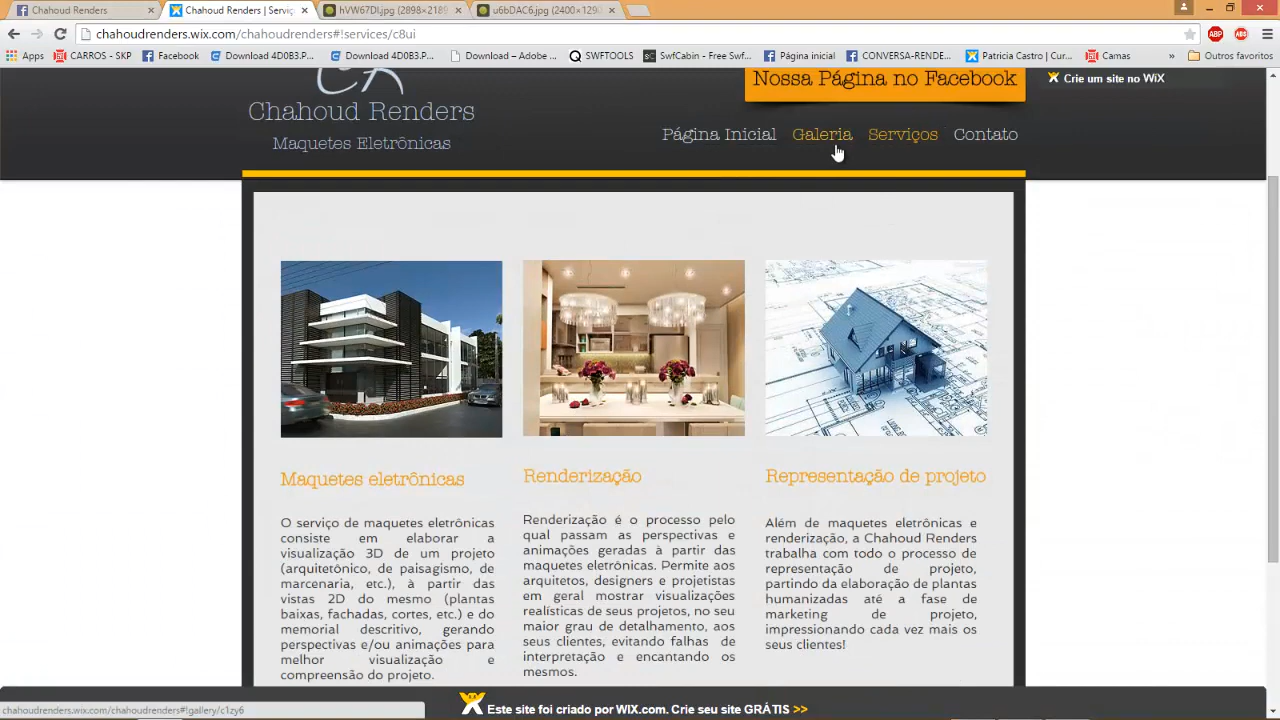 Chahoud Renders
Chahoud Renders | Serviç
hVW67Dl.jpg (2898×2189
u6bDAC6.jpg (2400×129
chahoudrenders.wix.com/chahoudrenders#!services/c8ui
Apps
CARROS - SKP
Facebook
Download 4D0B3.P...
Download 4D0B3.P...
Download – Adobe ...
SWFTOOLS
SwfCabin - Free Swf...
Página inicial
CONVERSA-RENDE...
Patricia Castro | Cur...
Camas
Outros favoritos
Chahoud Renders
Maquetes Eletrônicas
Nossa Página no Facebook
Crie um site no WiX
Página Inicial Galeria Serviços Contato
Maquetes eletrônicas
O serviço de maquetes eletrônicas
consiste em elaborar a
visualização 3D de um projeto
(arquitetônico, de paisagismo, de
marcenaria, etc.), à partir das
vistas 2D do mesmo (plantas
baixas, fachadas, cortes, etc.) e do
memorial descritivo, gerando
perspectivas e/ou animações para
melhor visualização e
compreensão do projeto.
Renderização
Renderização é o processo pelo
qual passam as perspectivas e
animações geradas à partir das
maquetes eletrônicas. Permite aos
arquitetos, designers e projetistas
em geral mostrar visualizações
realísticas de seus projetos, no seu
maior grau de detalhamento, aos
seus clientes, evitando falhas de
interpretação e encantando os
mesmos.
Representação de projeto
Além de maquetes eletrônicas e
renderização, a Chahoud Renders
trabalha com todo o processo de
representação de projeto,
partindo da elaboração de plantas
humanizadas até a fase de
marketing de projeto,
impressionando cada vez mais os
seus clientes!
chahoudrenders.wix.com/chahoudrenders#!gallery/c1zy6
Este site foi criado por WIX.com. Crie seu site GRÁTIS >>